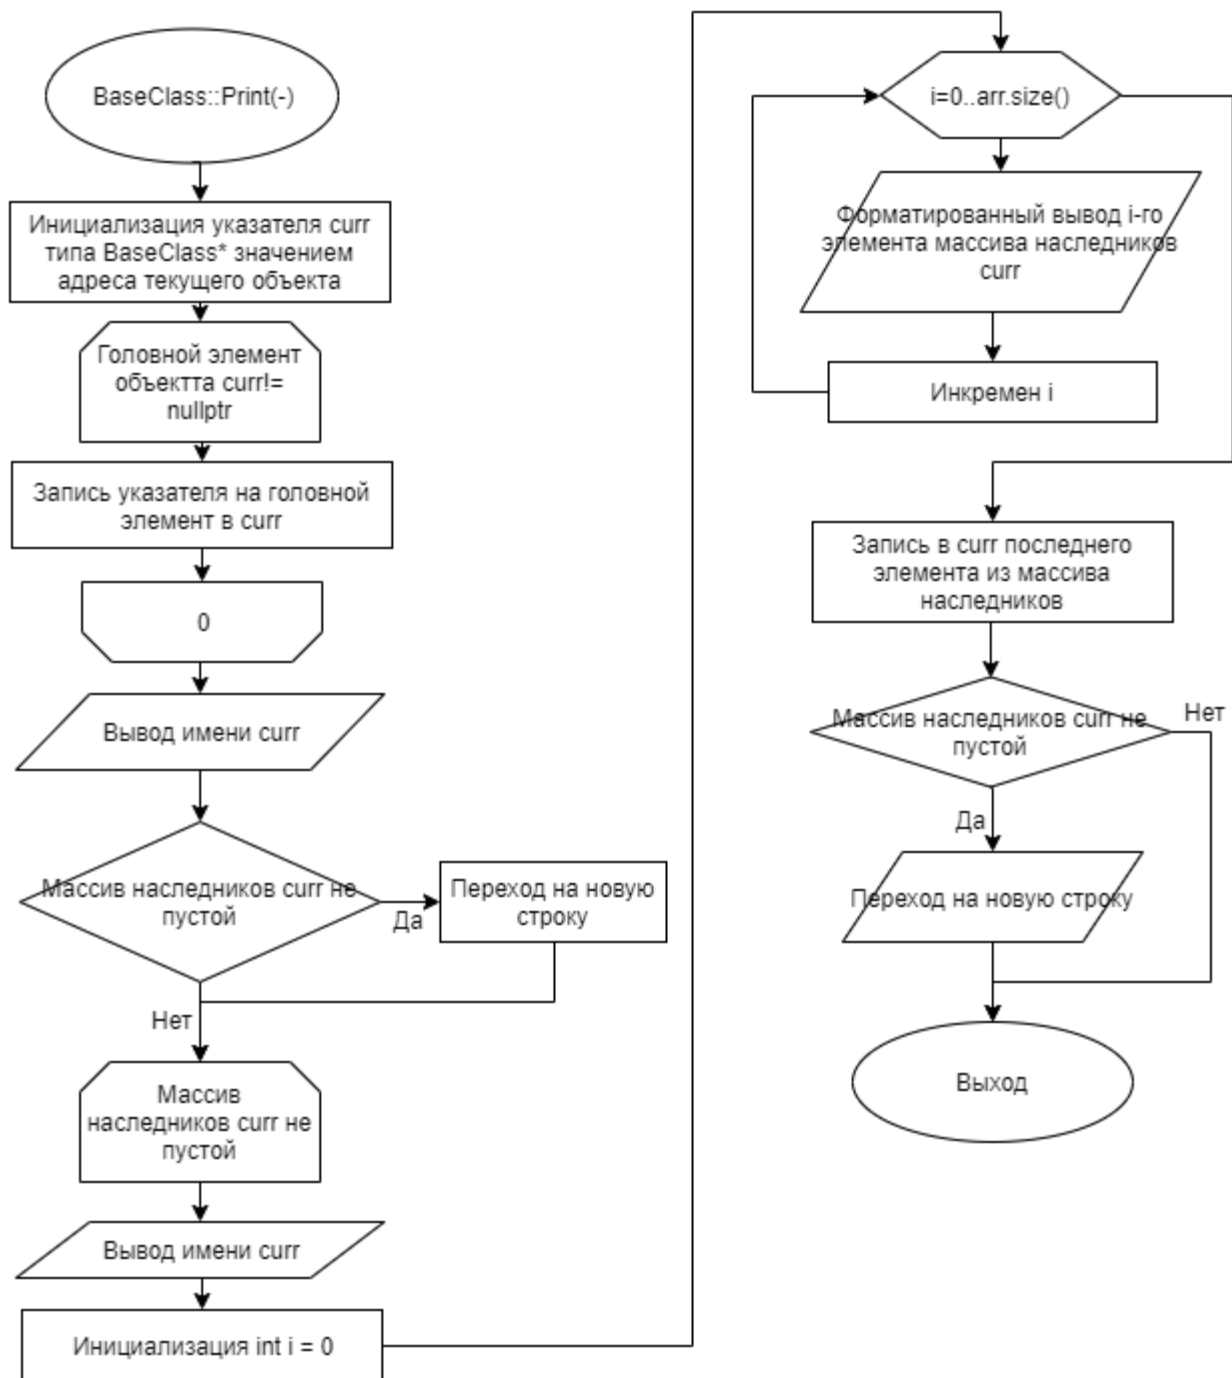 BaseClass::Print(-)
Инициализация указателя curr
типа BaseClass* значением
адреса текущего объекта
Головной элемент
объектта curr!=
nullptr
Запись указателя на головной
элемент в curr
0
Вывод имени curr
Массив наследников curr не
пустой
Да
Переход на новую
строку
Нет
Массив
наследников curr не
пустой
Вывод имени curr
Инициализация int i = 0
i=0..arr.size()
Форматированный вывод i-го
элемента массива наследников
curr
Инкремен i
Запись в curr последнего
элемента из массива
наследников
Массив наследников curr не
пустой
Нет
Да
Переход на новую строку
Выход